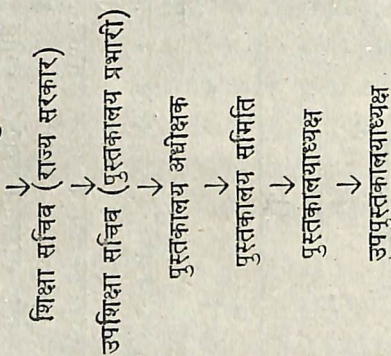 ↓
शिक्षा सचिव (राज्य सरकार)
↓
उपशिक्षा सचिव (पुस्तकालय प्रभारी)
↓
पुस्तकालय अधीक्षक
↓
पुस्तकालय समिति
↓
पुस्तकालयाध्यक्ष
↓
उपपुस्तकालयाध्यक्ष